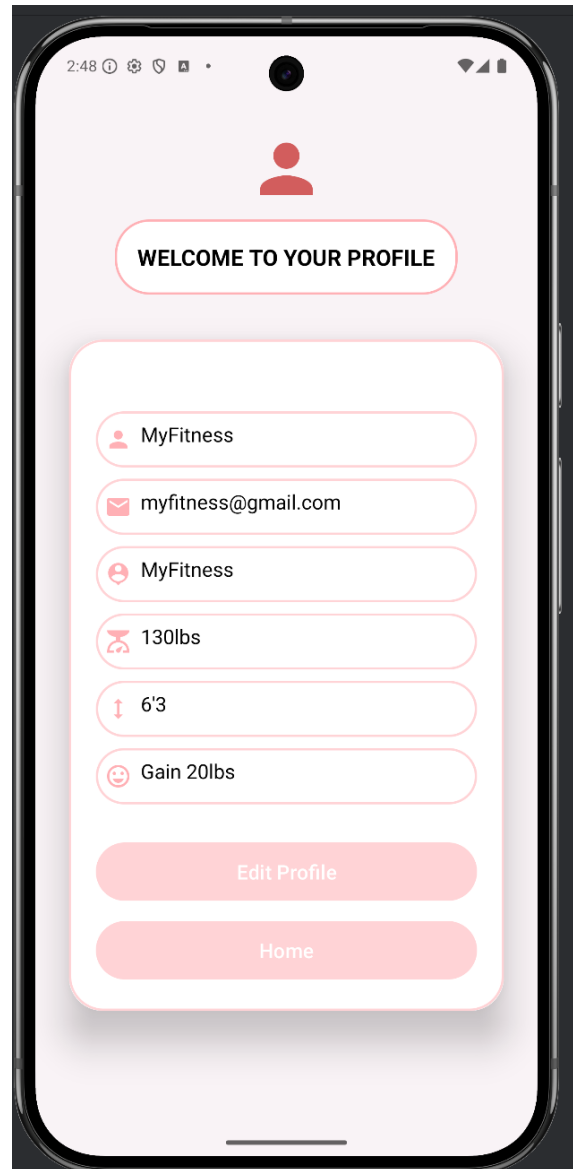 2:48
WELCOME TO YOUR PROFILE
MyFitness
myfitness@gmail.com
MyFitness
130lbs
6'3
Gain 20lbs
Edit Profile
Home